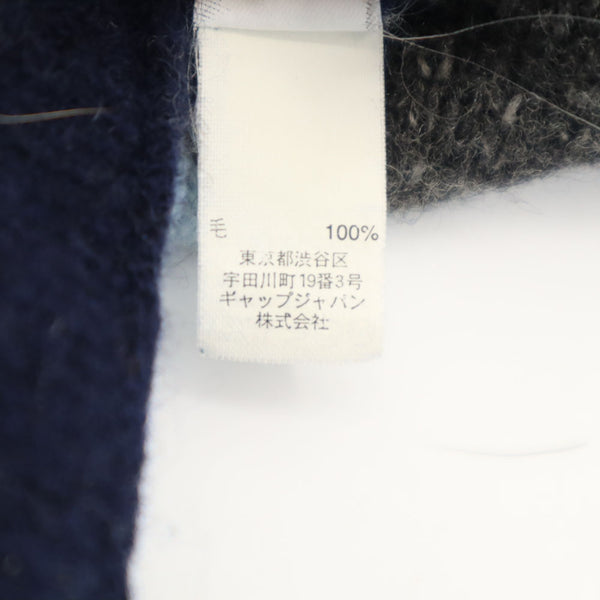 毛 100%
東京都渋谷区
宇田川町19番3号
ギャップジャパン
株式会社